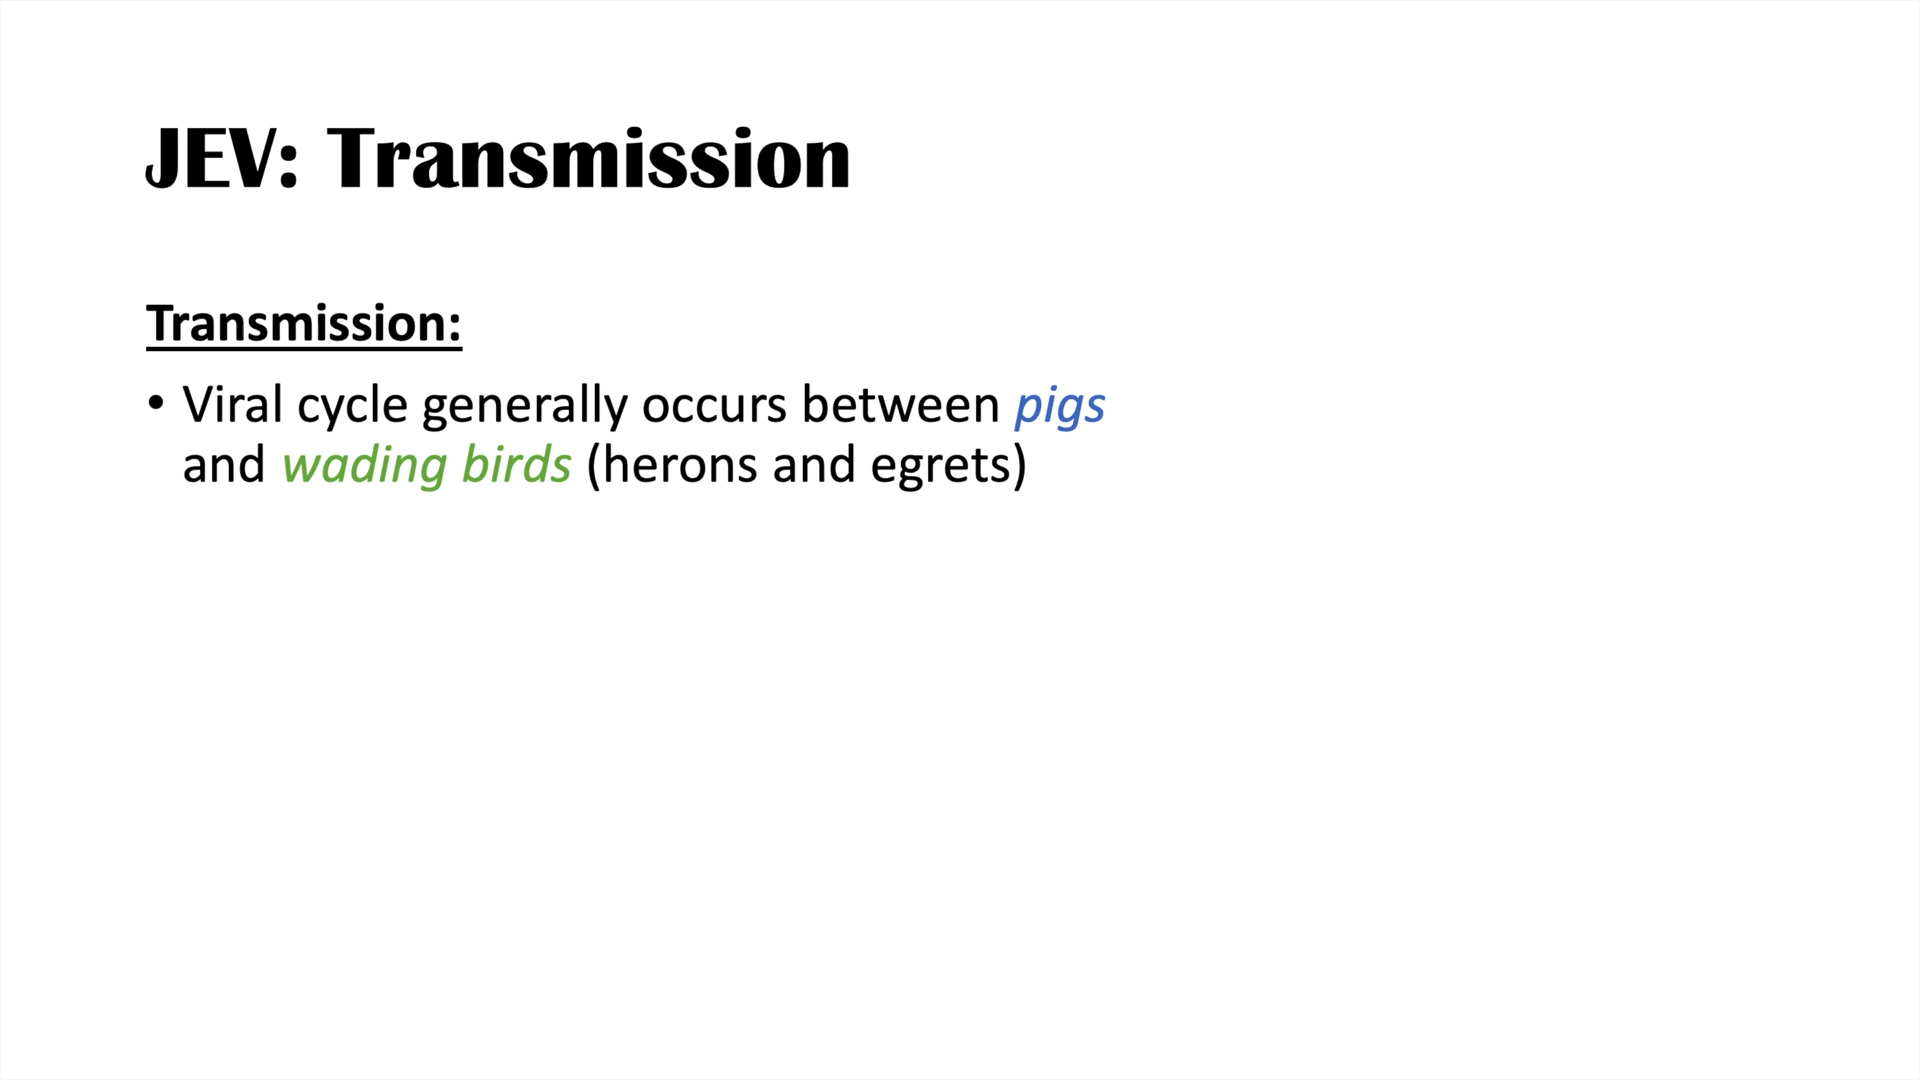 JEV: Transmission
Transmission:
• Viral cycle generally occurs between pigs
and wading birds (herons and egrets)